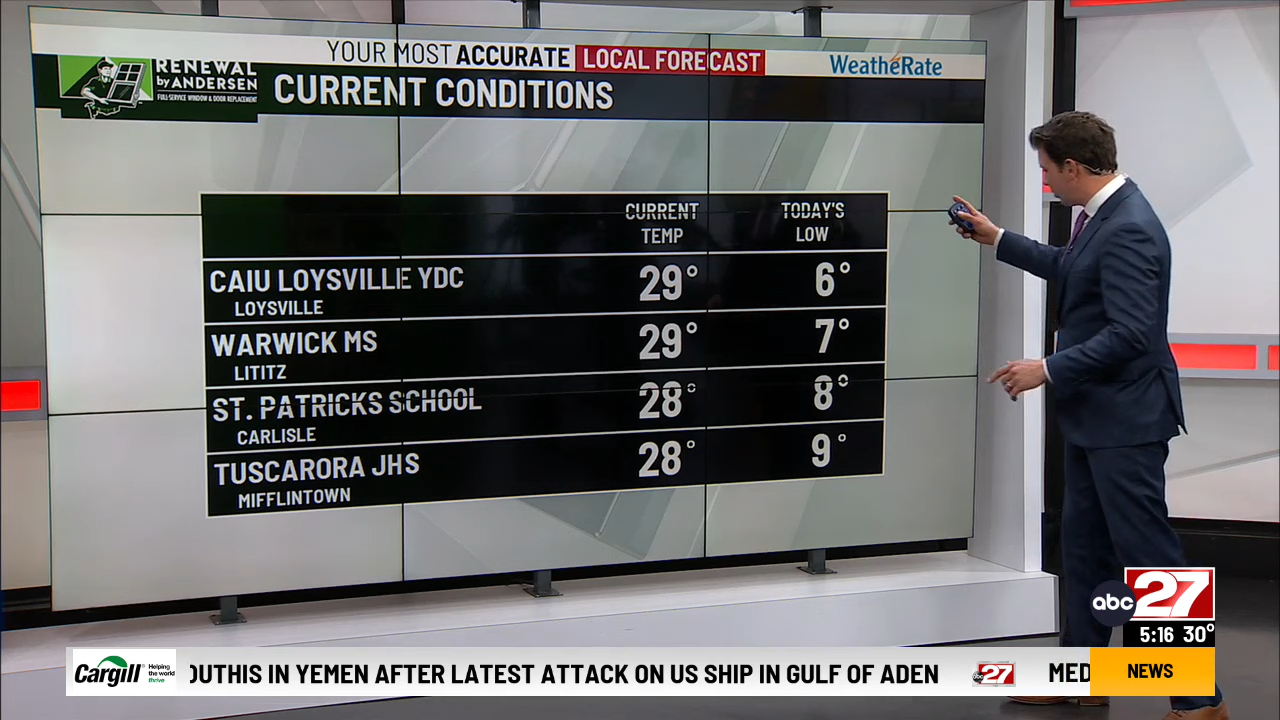 YOUR MOST ACCURATE LOCAL FORECAST
WeatheRate
RENEWAL
by ANDERSEN
FULL-SERVICE WINDOW & DOOR REPLACEMENT
CURRENT CONDITIONS
CURRENT TEMP
TODAY'S LOW
CAIU LOYSVILLE YDC 29° 6°
LOYSVILLE
WARWICK MS 29° 7°
LITITZ
ST. PATRICKS SCHOOL 28° 8°
CARLISLE
TUSCARORA JHS 28° 9°
MIFFLINTOWN
abc 27
5:16 30°
Cargill Helping the world thrive
OUTHIS IN YEMEN AFTER LATEST ATTACK ON US SHIP IN GULF OF ADEN abc 27 MED
NEWS